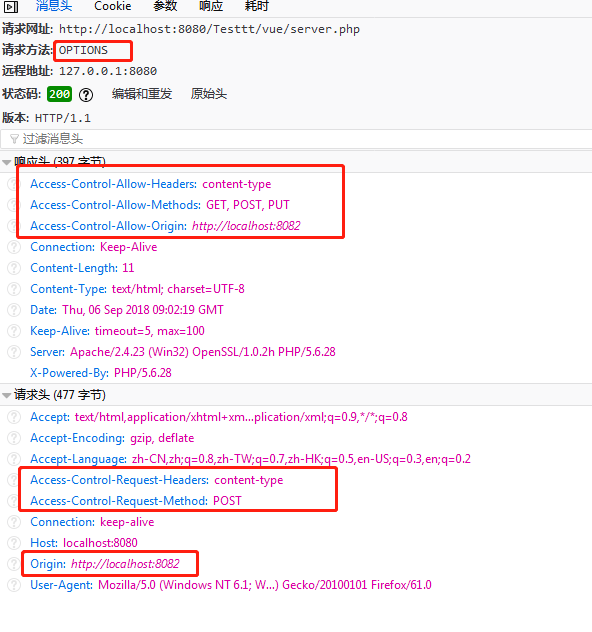 消息头 Cookie 参数 响应 耗时
请求网址: http://localhost:8080/Testtt/vue/server.php
请求方法: OPTIONS
远程地址: 127.0.0.1:8080
状态码: 200 ? 编辑和重发 原始头
版本: HTTP/1.1
过滤消息头
响应头 (397 字节)
? Access-Control-Allow-Headers: content-type
? Access-Control-Allow-Methods: GET, POST, PUT
? Access-Control-Allow-Origin: http://localhost:8082
? Connection: Keep-Alive
? Content-Length: 11
? Content-Type: text/html; charset=UTF-8
? Date: Thu, 06 Sep 2018 09:02:19 GMT
? Keep-Alive: timeout=5, max=100
? Server: Apache/2.4.23 (Win32) OpenSSL/1.0.2h PHP/5.6.28
X-Powered-By: PHP/5.6.28
请求头 (477 字节)
? Accept: text/html,application/xhtml+xm...plication/xml;q=0.9,*/*;q=0.8
? Accept-Encoding: gzip, deflate
? Accept-Language: zh-CN,zh;q=0.8,zh-TW;q=0.7,zh-HK;q=0.5,en-US;q=0.3,en;q=0.2
? Access-Control-Request-Headers: content-type
? Access-Control-Request-Method: POST
? Connection: keep-alive
? Host: localhost:8080
? Origin: http://localhost:8082
? User-Agent: Mozilla/5.0 (Windows NT 6.1; W...) Gecko/20100101 Firefox/61.0